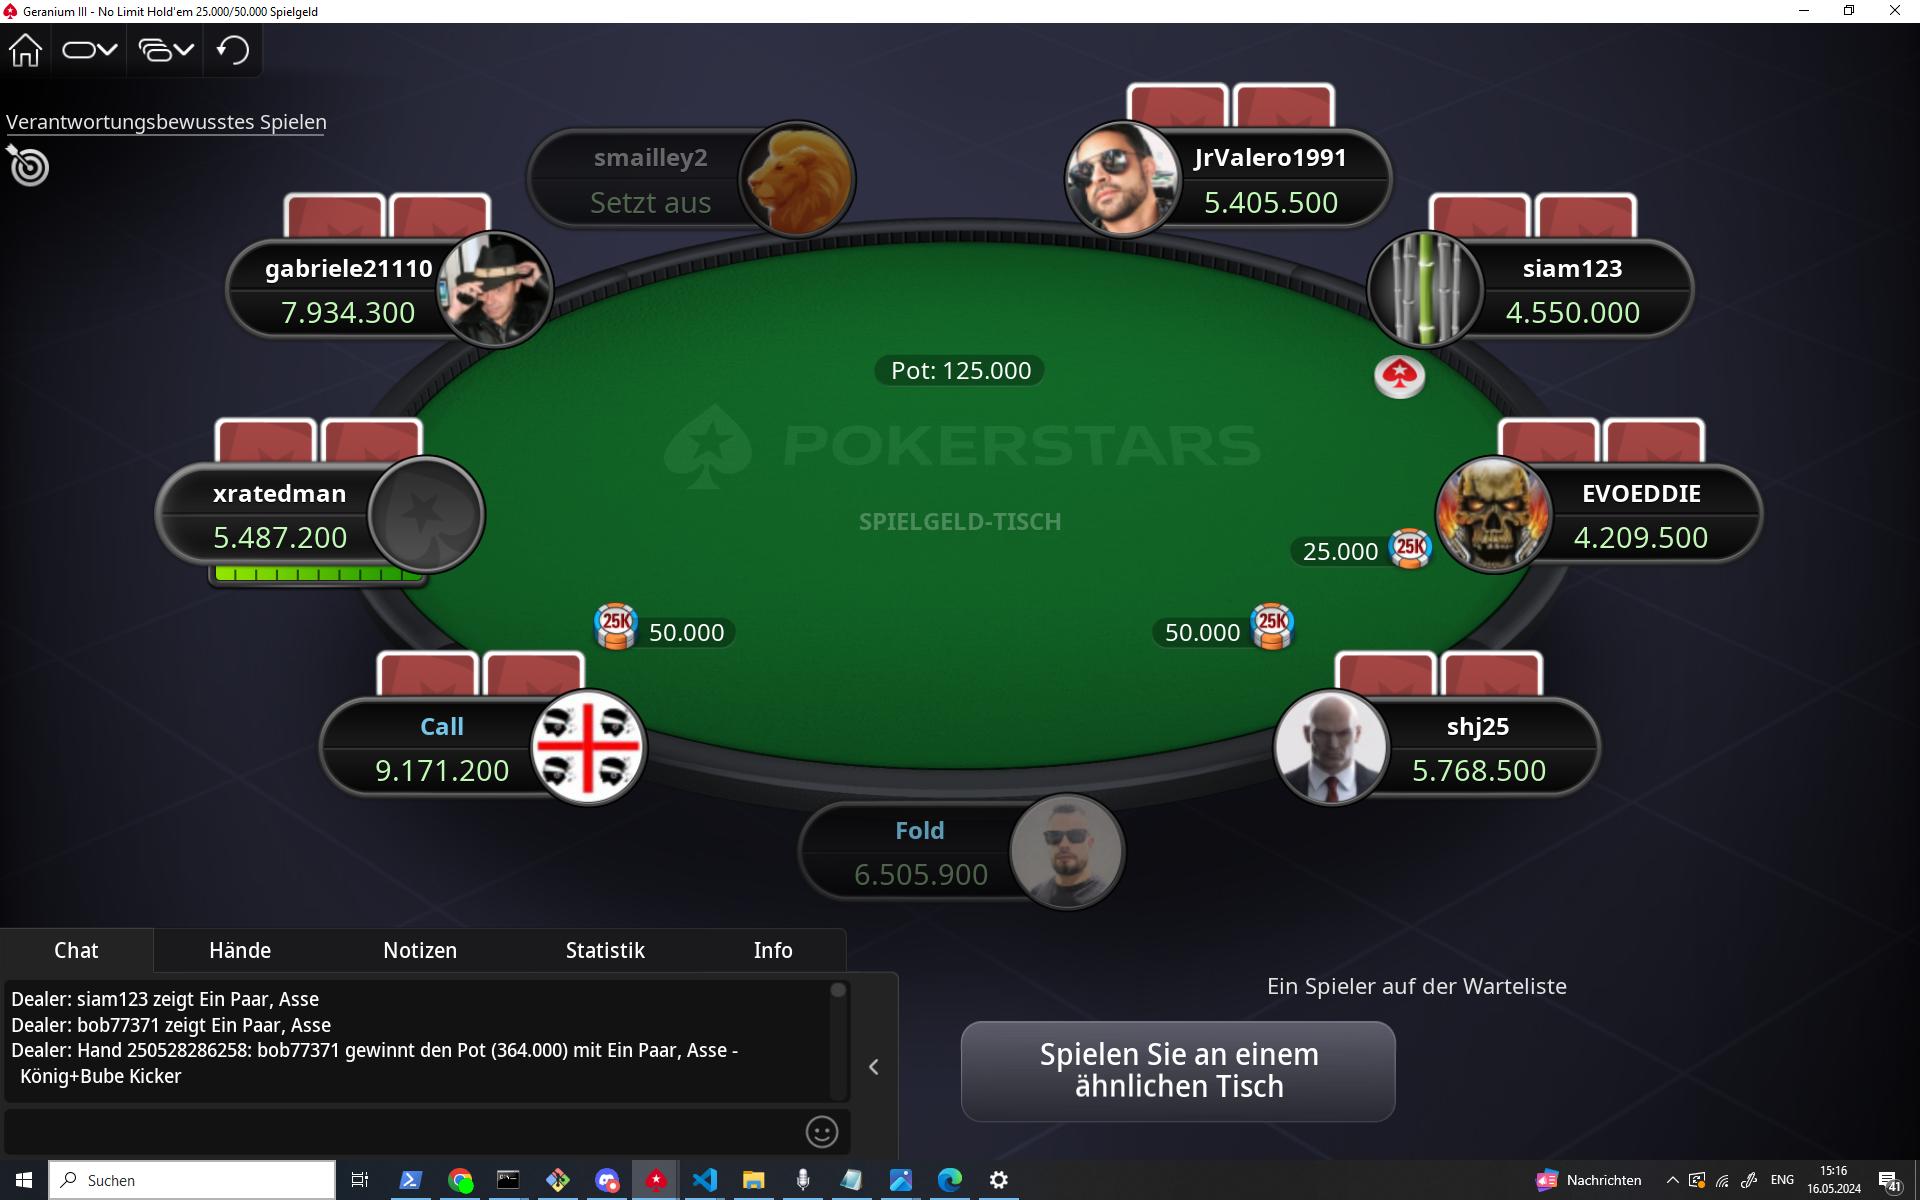 Geranium III - No Limit Hold'em 25.000/50.000 Spielgeld
Verantwortungsbewusstes Spielen
smailley2
Setzt aus
JrValero1991
5.405.500
gabriele21110
7.934.300
siam123
4.550.000
Pot: 125.000
POKERSTARS
SPIELGELD-TISCH
xratedman
5.487.200
EVOEDDIE
4.209.500
25.000
25K
25K
50.000
50.000
25K
Call
9.171.200
shj25
5.768.500
Fold
6.505.900
Chat
Hände
Notizen
Statistik
Info
Dealer: siam123 zeigt Ein Paar, Asse
Dealer: bob77371 zeigt Ein Paar, Asse
Dealer: Hand 250528286258: bob77371 gewinnt den Pot (364.000) mit Ein Paar, Asse -
König+Bube Kicker
Ein Spieler auf der Warteliste
Spielen Sie an einem
ähnlichen Tisch
Suchen
Nachrichten
ENG
15:16
16.05.2024
41